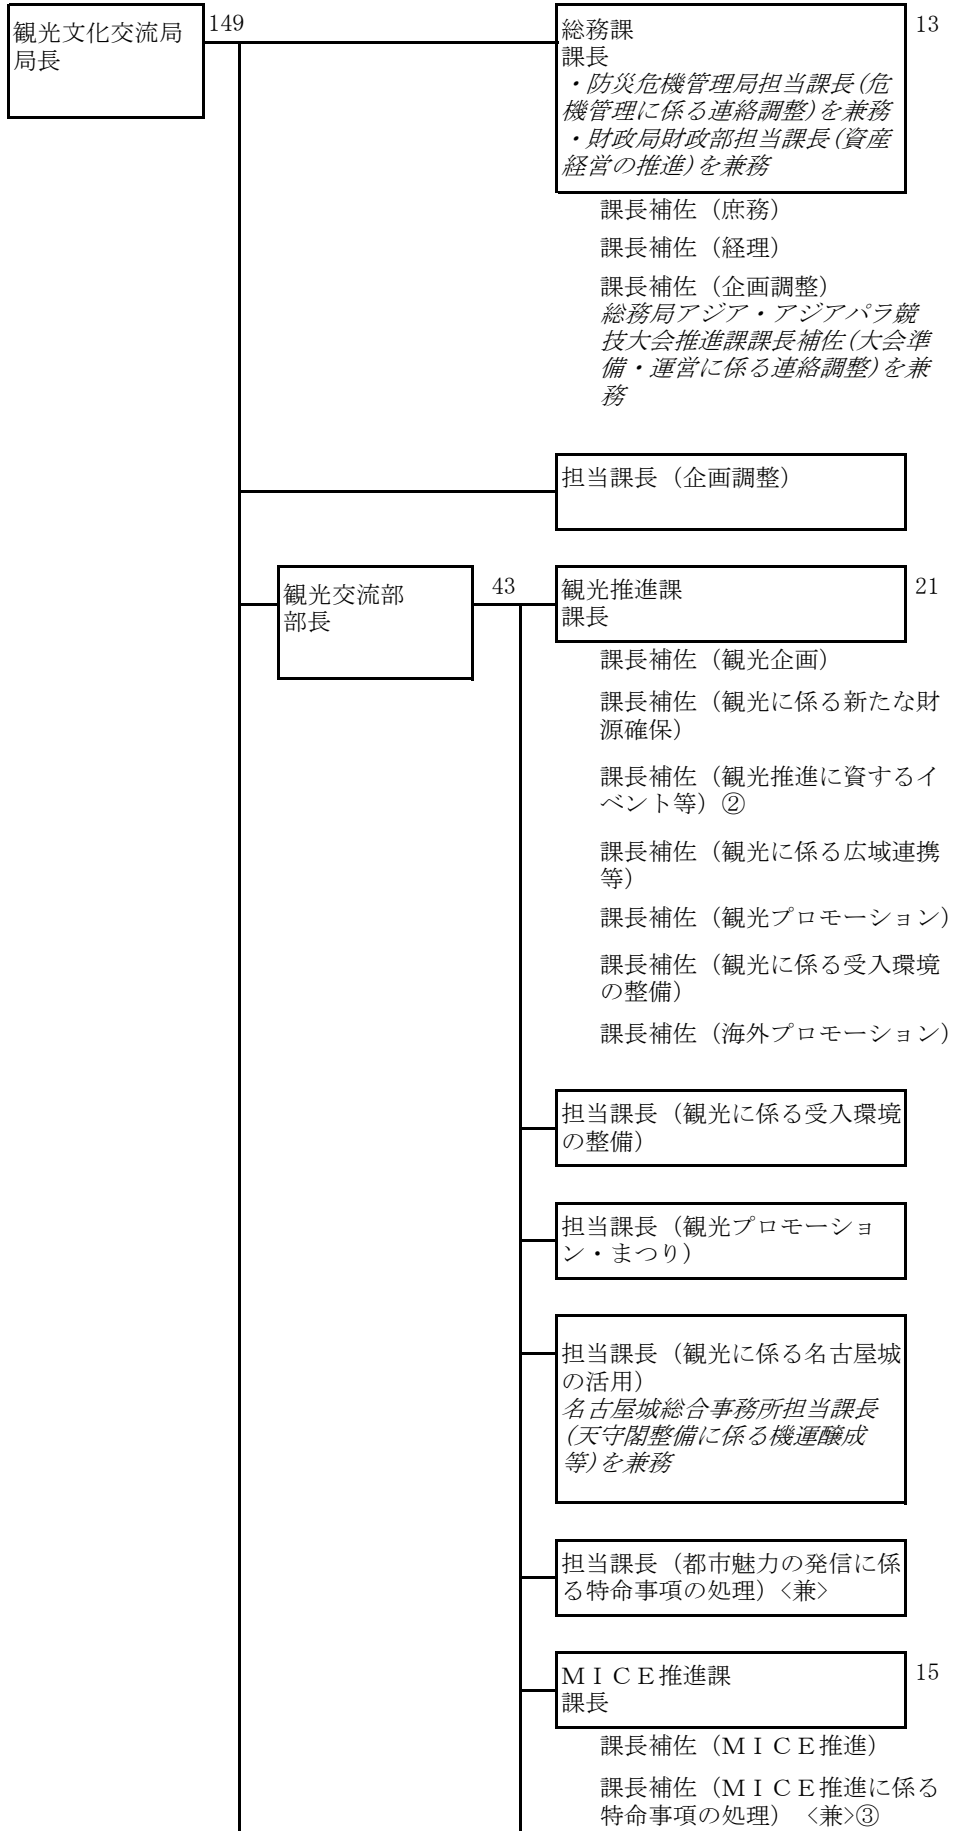 観光文化交流局
局長
149
総務課
課長
・防災危機管理局担当課長(危
機管理に係る連絡調整)を兼務
・財政局財政部担当課長(資産
経営の推進)を兼務
13
課長補佐（庶務）
課長補佐（経理）
課長補佐（企画調整）
総務局アジア・アジアパラ競
技大会推進課課長補佐(大会準
備・運営に係る連絡調整)を兼
務
担当課長（企画調整）
観光交流部
部長
43
観光推進課
課長
21
課長補佐（観光企画）
課長補佐（観光に係る新たな財
源確保）
課長補佐（観光推進に資するイ
ベント等）②
課長補佐（観光に係る広域連携
等）
課長補佐（観光プロモーション）
課長補佐（観光に係る受入環境
の整備）
課長補佐（海外プロモーション）
担当課長（観光に係る受入環境
の整備）
担当課長（観光プロモーショ
ン・まつり）
担当課長（観光に係る名古屋城
の活用）
名古屋城総合事務所担当課長
(天守閣整備に係る機運醸成
等)を兼務
担当課長（都市魅力の発信に係
る特命事項の処理）<兼>
ＭＩＣＥ推進課
課長
15
課長補佐（ＭＩＣＥ推進）
課長補佐（ＭＩＣＥ推進に係る
特命事項の処理） <兼>③